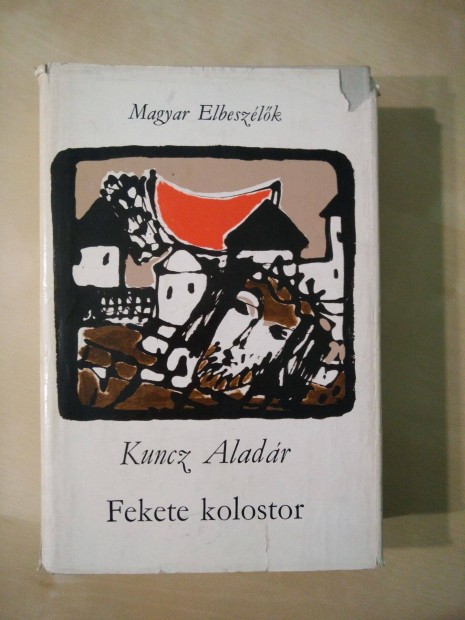 Magyar Elbeszélők
Kuncz Aladár
Fekete kolostor